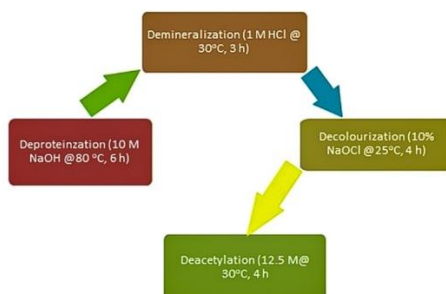 Demineralization (1 M HCl @
30°C, 3 h)
Deproteinzation (10 M
NaOH @80 °C, 6 h)
Decolourization (10%
NaOCl @25°C, 4 h)
Deacetylation (12.5 M@
30°C, 4 h